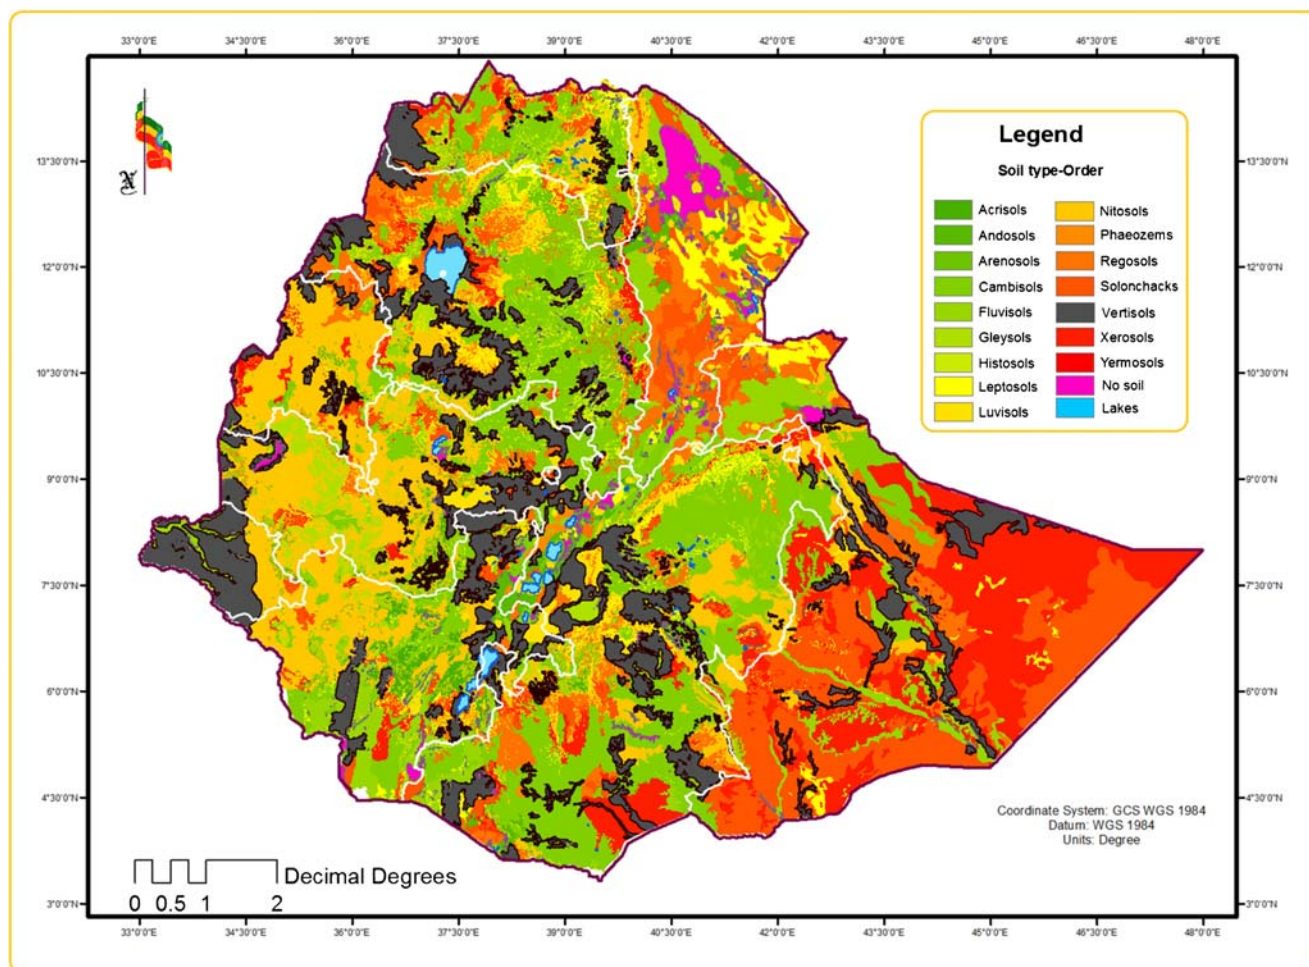 33°0'0"E 34°30'0"E 36°0'0"E 37°30'0"E 39°0'0"E 40°30'0"E 42°0'0"E 43°30'0"E 45°0'0"E 46°30'0"E 48°0'0"E
Legend
Soil type-Order
Acrisols
Andosols
Arenosols
Cambisols
Fluvisols
Gleysols
Histosols
Leptosols
Luvisols
Nitosols
Phaeozems
Regosols
Solonchacks
Vertisols
Xerosols
Yermosols
No soil
Lakes
13°30'0"N 13°30'0"N
12°0'0"N 12°0'0"N
10°30'0"N 10°30'0"N
9°0'0"N 9°0'0"N
7°30'0"N 7°30'0"N
6°0'0"N 6°0'0"N
4°30'0"N 4°30'0"N
Coordinate System: GCS WGS 1984
Datum: WGS 1984
Units: Degree
Decimal Degrees
0 0.5 1 2
3°0'0"N 3°0'0"N
33°0'0"E 34°30'0"E 36°0'0"E 37°30'0"E 39°0'0"E 40°30'0"E 42°0'0"E 43°30'0"E 45°0'0"E 46°30'0"E 48°0'0"E